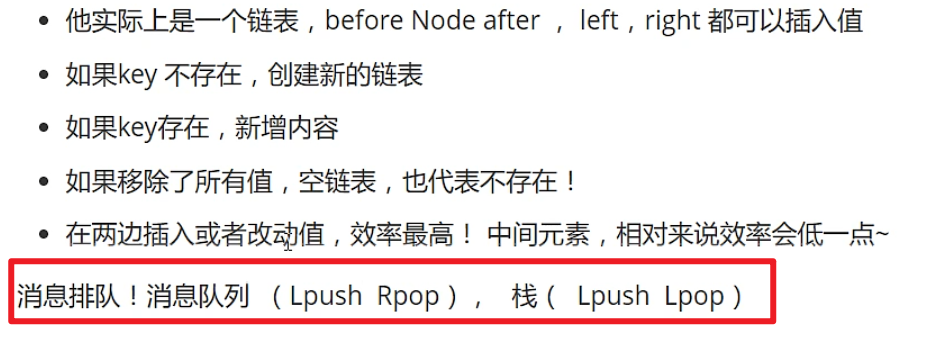 他实际上是一个链表，before Node after ， left，right 都可以插入值
如果key 不存在，创建新的链表
如果key存在，新增内容
如果移除了所有值，空链表，也代表不存在！
在两边插入或者改动值，效率最高！ 中间元素，相对来说效率会低一点~
消息排队！消息队列 （Lpush Rpop）， 栈（ Lpush Lpop）